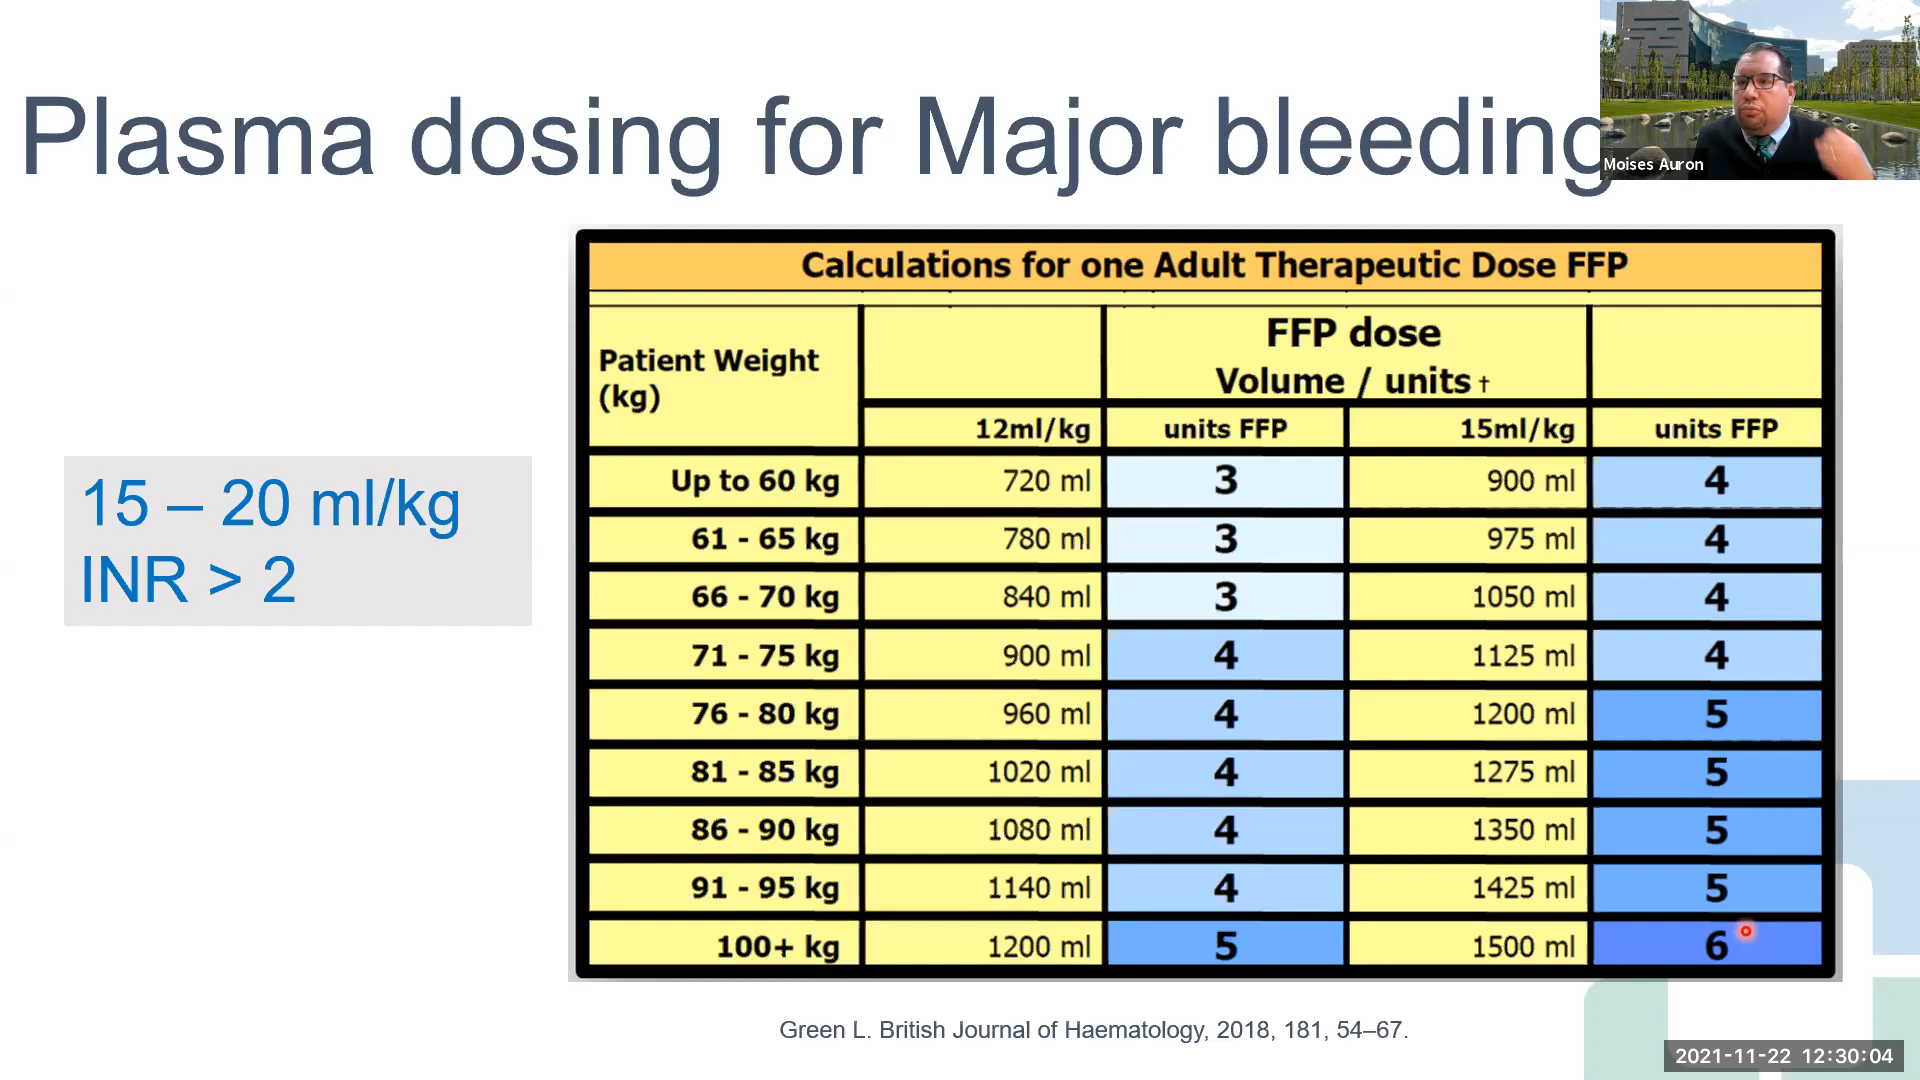 Plasma dosing for Major bleeding
Moises Auron
15 – 20 ml/kg
INR > 2
Calculations for one Adult Therapeutic Dose FFP
Patient Weight (kg)
FFP dose
Volume / units †
12ml/kg units FFP 15ml/kg units FFP
Up to 60 kg 720 ml 3 900 ml 4
61 - 65 kg 780 ml 3 975 ml 4
66 - 70 kg 840 ml 3 1050 ml 4
71 - 75 kg 900 ml 4 1125 ml 4
76 - 80 kg 960 ml 4 1200 ml 5
81 - 85 kg 1020 ml 4 1275 ml 5
86 - 90 kg 1080 ml 4 1350 ml 5
91 - 95 kg 1140 ml 4 1425 ml 5
100+ kg 1200 ml 5 1500 ml 6
Green L. British Journal of Haematology, 2018, 181, 54–67.
2021-11-22 12:30:04